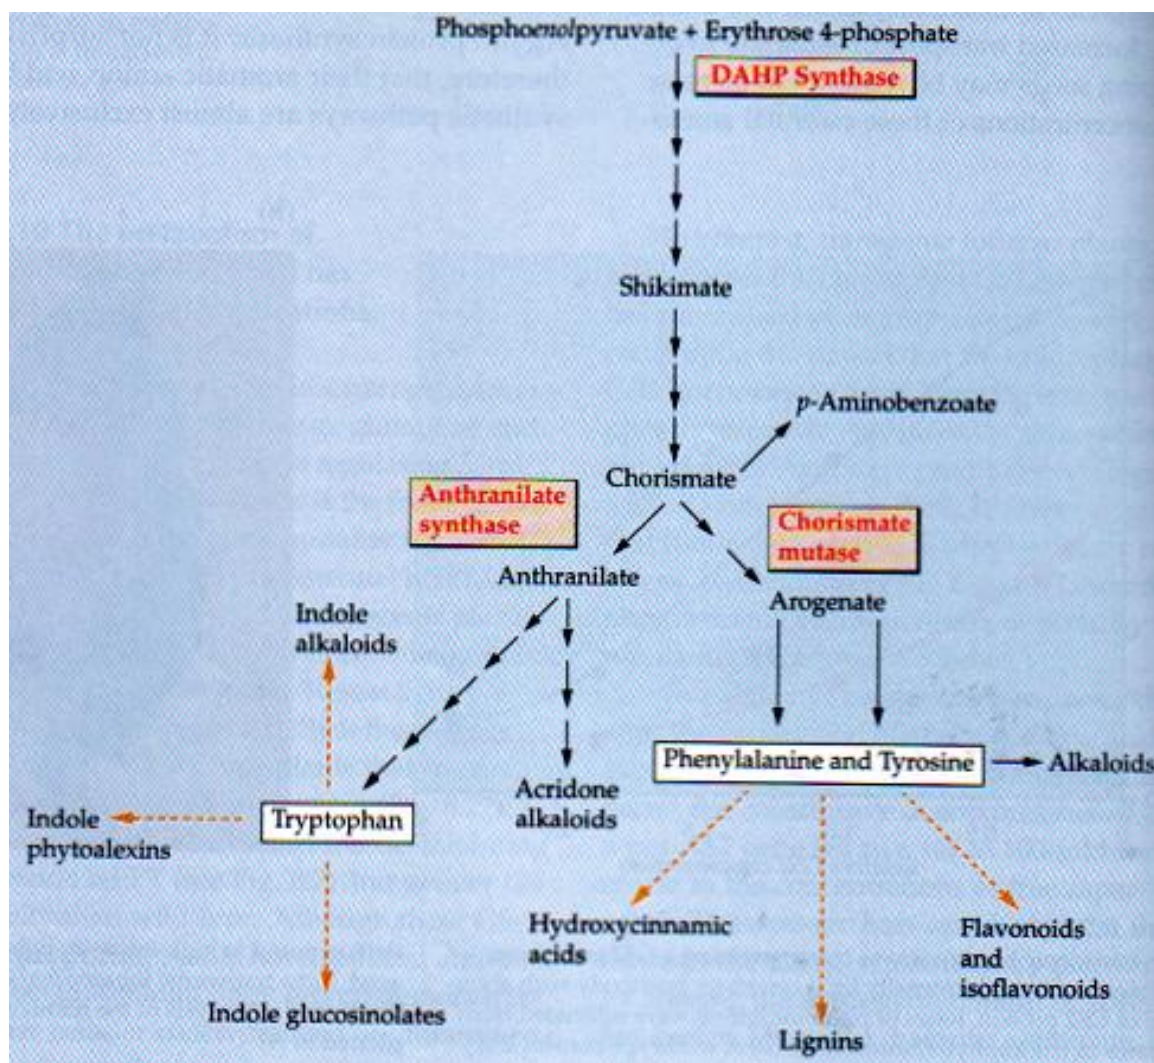 Phosphoenolpyruvate + Erythrose 4-phosphate
DAHP Synthase
Shikimate
p-Aminobenzoate
Chorismate
Anthranilate
synthase
Chorismate
mutase
Anthranilate
Arogenate
Indole
alkaloids
Phenylalanine and Tyrosine
Alkaloids
Acridone
alkaloids
Tryptophan
Indole
phytoalexins
Hydroxycinnamic
acids
Flavonoids
and
isoflavonoids
Indole glucosinolates
Lignins